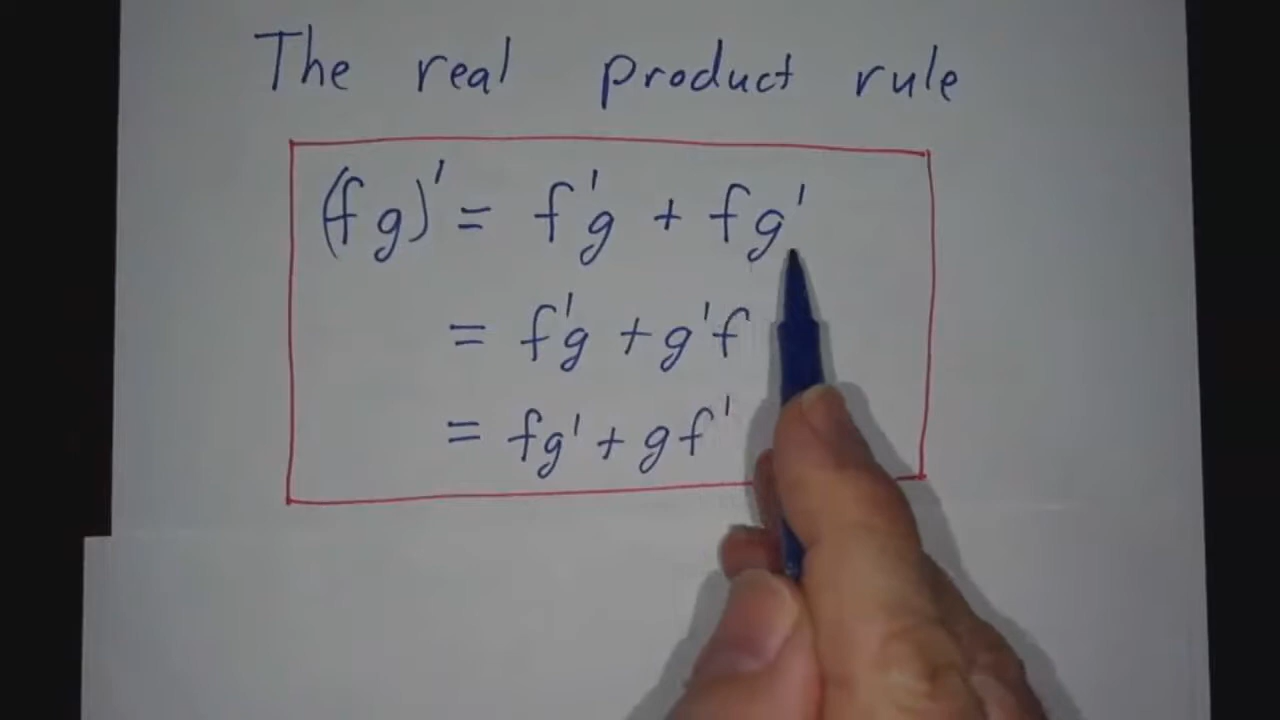 The real product rule
(fg)' = f'g + fg'
= f'g + g'f
= fg' + gf'